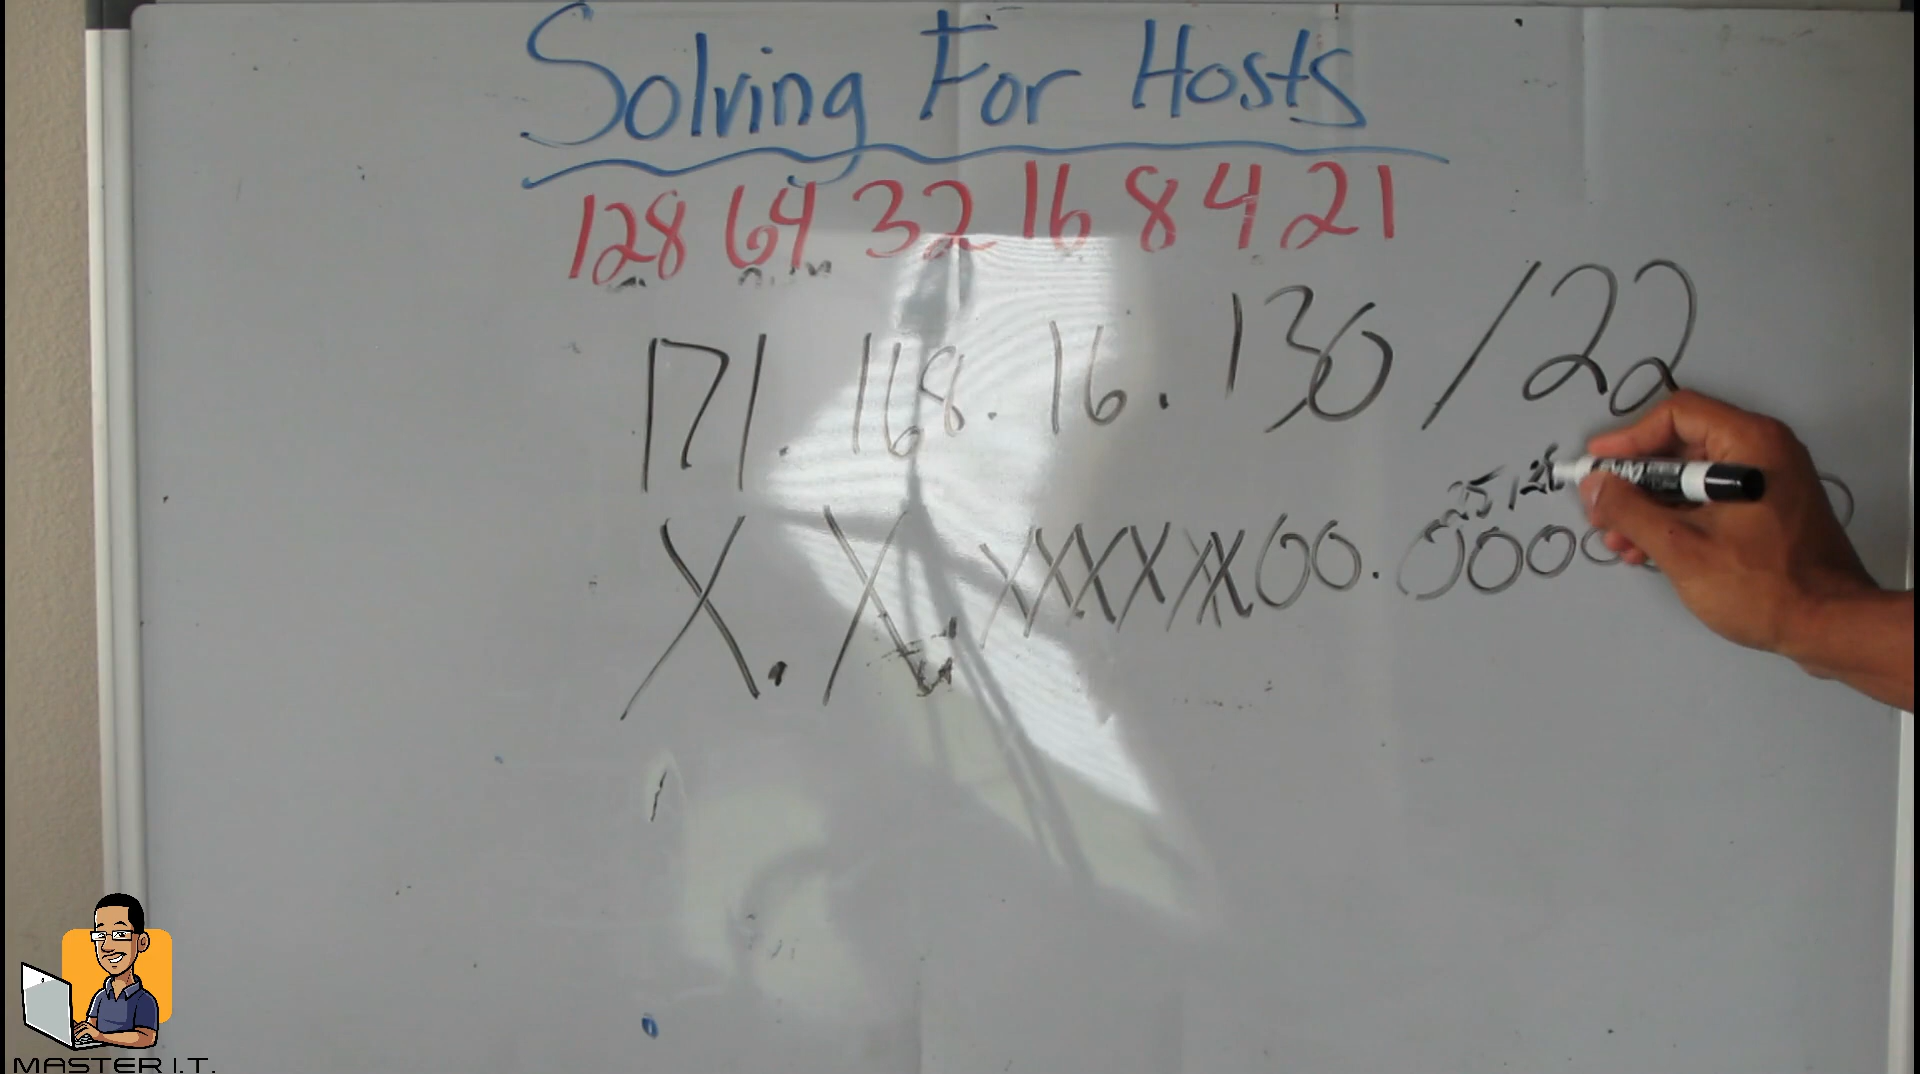 Solving For Hosts
128 64 32 16 8 4 2 1
171.168.16.130/22
X.X.XXXXXX00.0000
MASTER I.T.